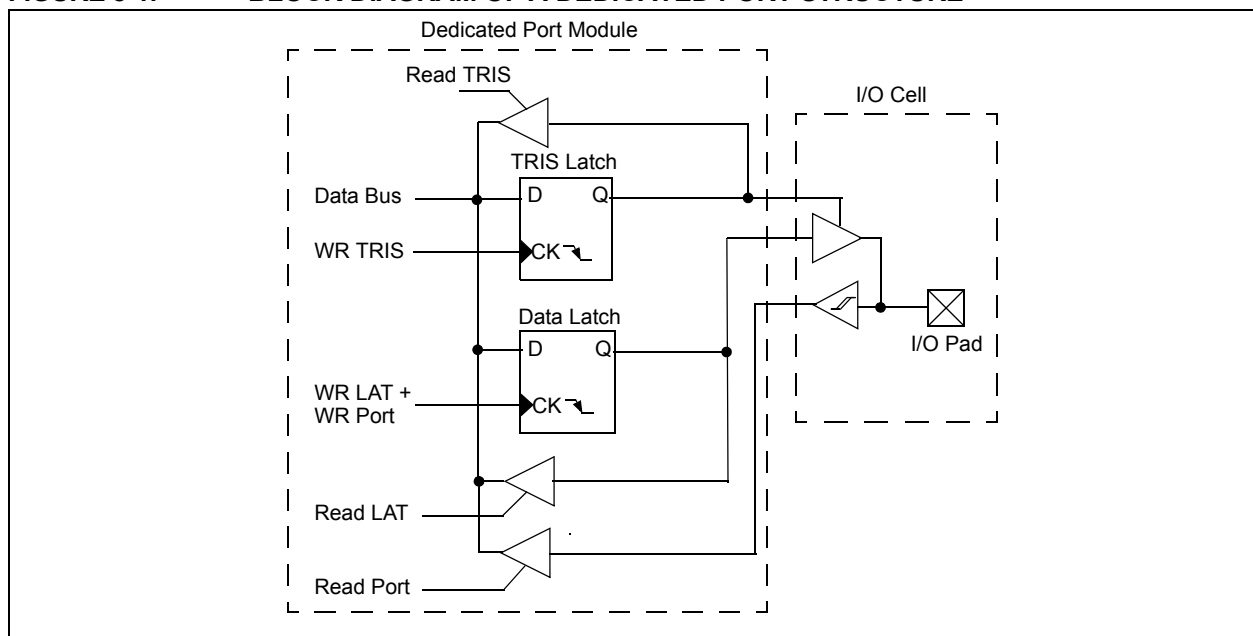 Dedicated Port Module
Read TRIS
I/O Cell
TRIS Latch
Data Bus
D Q
WR TRIS
CK
Data Latch
D Q
I/O Pad
WR LAT +
WR Port
CK
Read LAT
Read Port